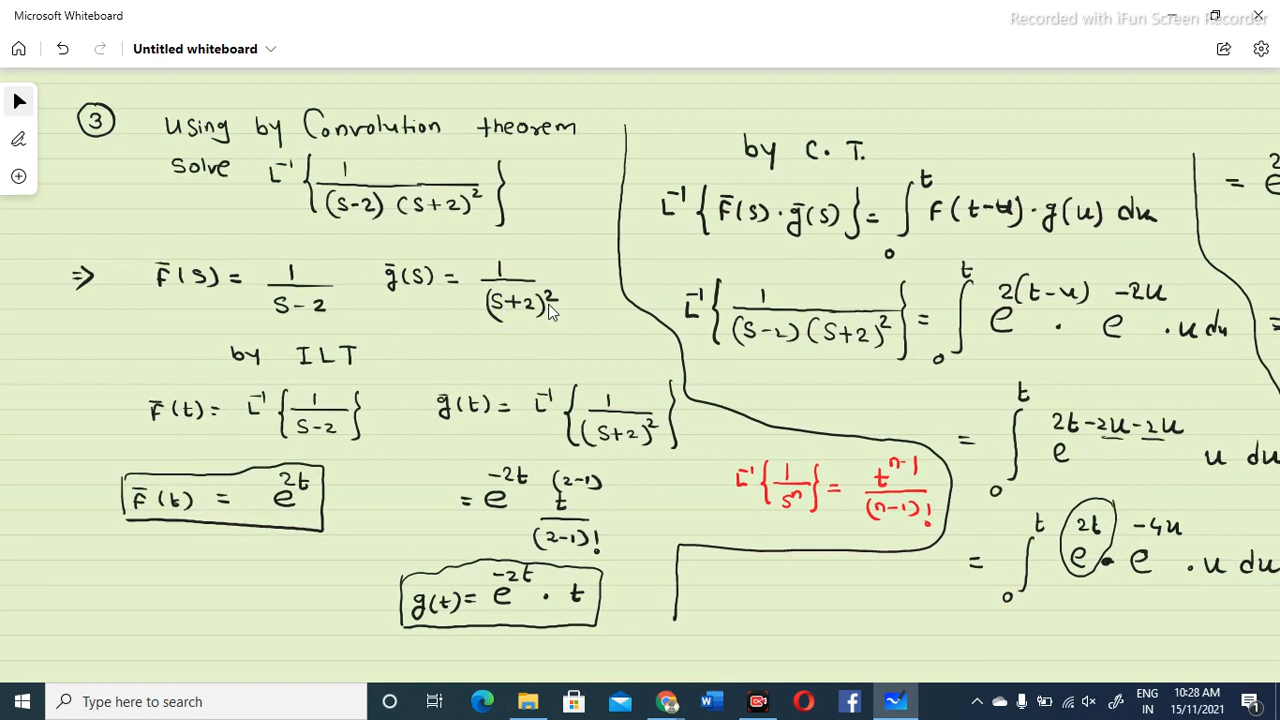 Microsoft Whiteboard
Recorded with iFun Screen Recorder
Untitled whiteboard
③ Using by Convolution theorem
Solve L⁻¹{1/((S-2)(S+2)²)}
⇒ F̄(S) = 1/(S-2) ḡ(S) = 1/(S+2)²
by ILT
F̄(t) = L⁻¹{1/(S-2)} g(t) = L⁻¹{1/(S+2)²}
F̄(t) = e^(2t)
= e^(-2t) t^(2-1)/(2-1)!
g(t) = e^(-2t) · t
by C.T.
L⁻¹{F̄(S)·ḡ(S)} = ∫₀ᵗ F(t-u)·g(u) du
L⁻¹{1/((S-2)(S+2)²)} = ∫₀ᵗ e^(2(t-u)) · e^(-2u) · u du
= ∫₀ᵗ e^(2t-2u-2u) u du
L⁻¹{1/Sⁿ} = t^(n-1)/(n-1)!
= ∫₀ᵗ e^(2t) · e^(-4u) · u du
= e²
=
Type here to search
ENG
IN
10:28 AM
15/11/2021
1